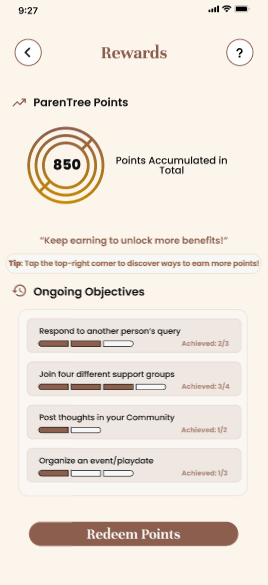 9:27
Rewards
?
ParenTree Points
850
Points Accumulated in
Total
"Keep earning to unlock more benefits!"
Tip: Tap the top-right corner to discover ways to earn more points!
Ongoing Objectives
Respond to another person's query
Achieved: 2/3
Join four different support groups
Achieved: 3/4
Post thoughts in your Community
Achieved: 1/2
Organize an event/playdate
Achieved: 1/3
Redeem Points